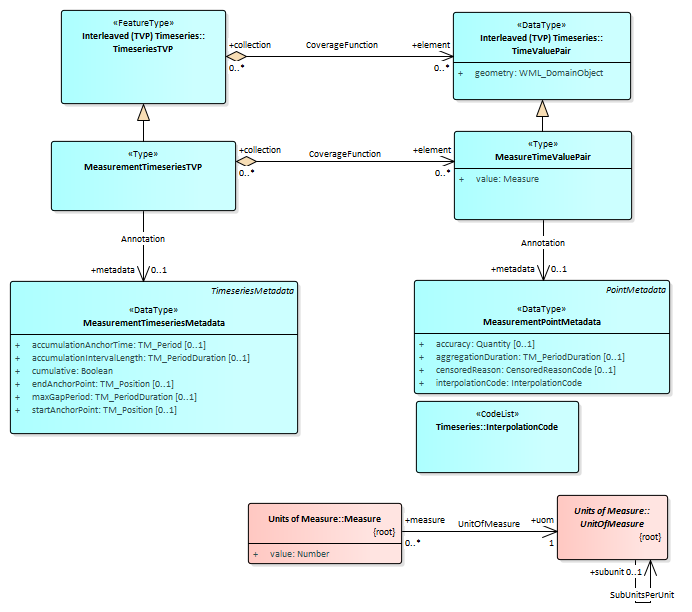 «FeatureType»
Interleaved (TVP) Timeseries::
TimeseriesTVP
+collection
CoverageFunction
+element
0..*
0..*
«DataType»
Interleaved (TVP) Timeseries::
TimeValuePair
+ geometry: WML_DomainObject
«Type»
MeasurementTimeseriesTVP
+collection
CoverageFunction
+element
0..*
0..*
«Type»
MeasureTimeValuePair
+ value: Measure
Annotation
+metadata 0..1
Annotation
+metadata 0..1
TimeseriesMetadata
«DataType»
MeasurementTimeseriesMetadata
+ accumulationAnchorTime: TM_Period [0..1]
+ accumulationIntervalLength: TM_PeriodDuration [0..1]
+ cumulative: Boolean
+ endAnchorPoint: TM_Position [0..1]
+ maxGapPeriod: TM_PeriodDuration [0..1]
+ startAnchorPoint: TM_Position [0..1]
PointMetadata
«DataType»
MeasurementPointMetadata
+ accuracy: Quantity [0..1]
+ aggregationDuration: TM_PeriodDuration [0..1]
+ censoredReason: CensoredReasonCode [0..1]
+ interpolationCode: InterpolationCode
«CodeList»
Timeseries::InterpolationCode
Units of Measure::Measure
{root}
+ value: Number
+measure
UnitOfMeasure
+uom
0..*
1
Units of Measure::
UnitOfMeasure
{root}
+subunit 0..1
SubUnitsPerUnit